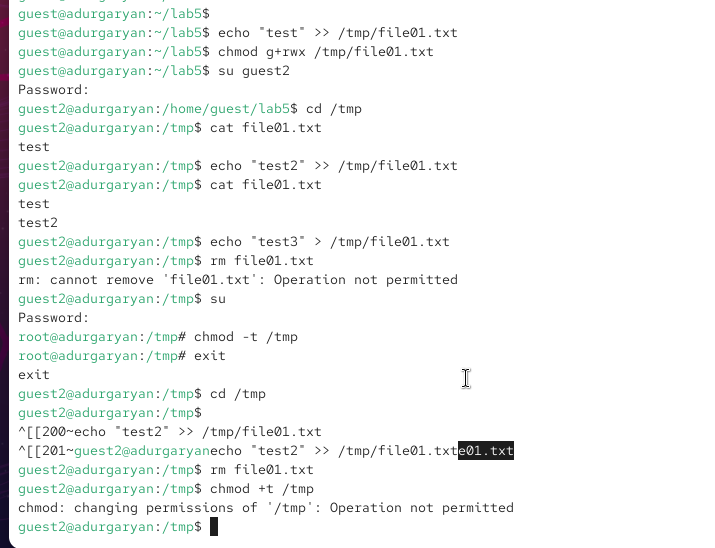 guest@adurgaryan:~/lab5$
guest@adurgaryan:~/lab5$ echo "test" >> /tmp/file01.txt
guest@adurgaryan:~/lab5$ chmod g+rwx /tmp/file01.txt
guest@adurgaryan:~/lab5$ su guest2
Password:
guest2@adurgaryan:/home/guest/lab5$ cd /tmp
guest2@adurgaryan:/tmp$ cat file01.txt
test
guest2@adurgaryan:/tmp$ echo "test2" >> /tmp/file01.txt
guest2@adurgaryan:/tmp$ cat file01.txt
test
test2
guest2@adurgaryan:/tmp$ echo "test3" > /tmp/file01.txt
guest2@adurgaryan:/tmp$ rm file01.txt
rm: cannot remove 'file01.txt': Operation not permitted
guest2@adurgaryan:/tmp$ su
Password:
root@adurgaryan:/tmp# chmod -t /tmp
root@adurgaryan:/tmp# exit
exit
guest2@adurgaryan:/tmp$ cd /tmp
guest2@adurgaryan:/tmp$
^[[200~echo "test2" >> /tmp/file01.txt
^[[201~guest2@adurgaryanecho "test2" >> /tmp/file01.txte01.txt
guest2@adurgaryan:/tmp$ rm file01.txt
guest2@adurgaryan:/tmp$ chmod +t /tmp
chmod: changing permissions of '/tmp': Operation not permitted
guest2@adurgaryan:/tmp$